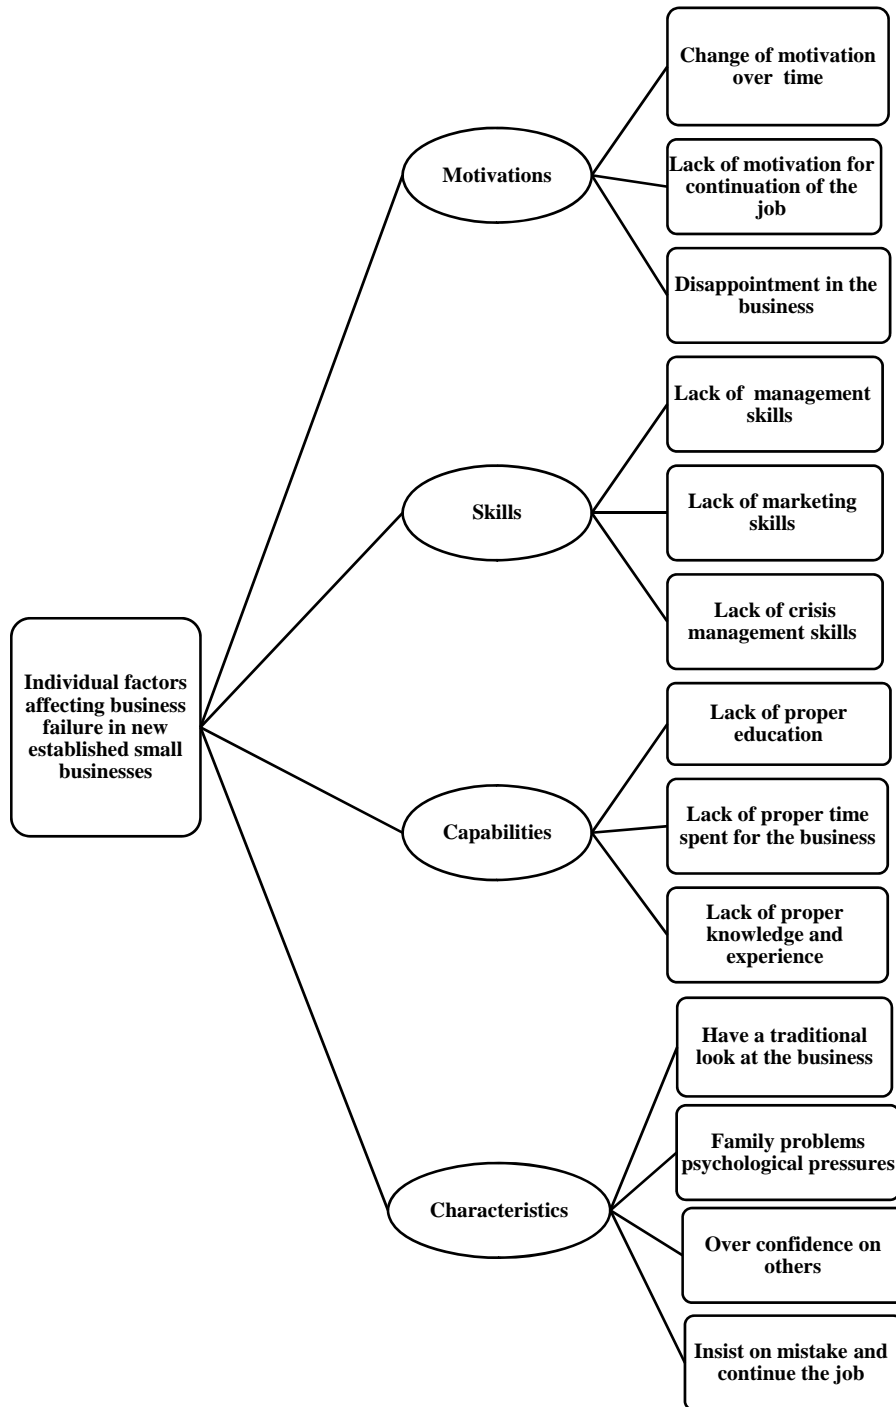 Change of motivation
over time
Motivations
Lack of motivation for
continuation of the
job
Disappointment in the
business
Lack of management
skills
Skills
Lack of marketing
skills
Lack of crisis
management skills
Individual factors
affecting business
failure in new
established small
businesses
Lack of proper
education
Capabilities
Lack of proper time
spent for the business
Lack of proper
knowledge and
experience
Have a traditional
look at the business
Family problems
psychological pressures
Characteristics
Over confidence on
others
Insist on mistake and
continue the job